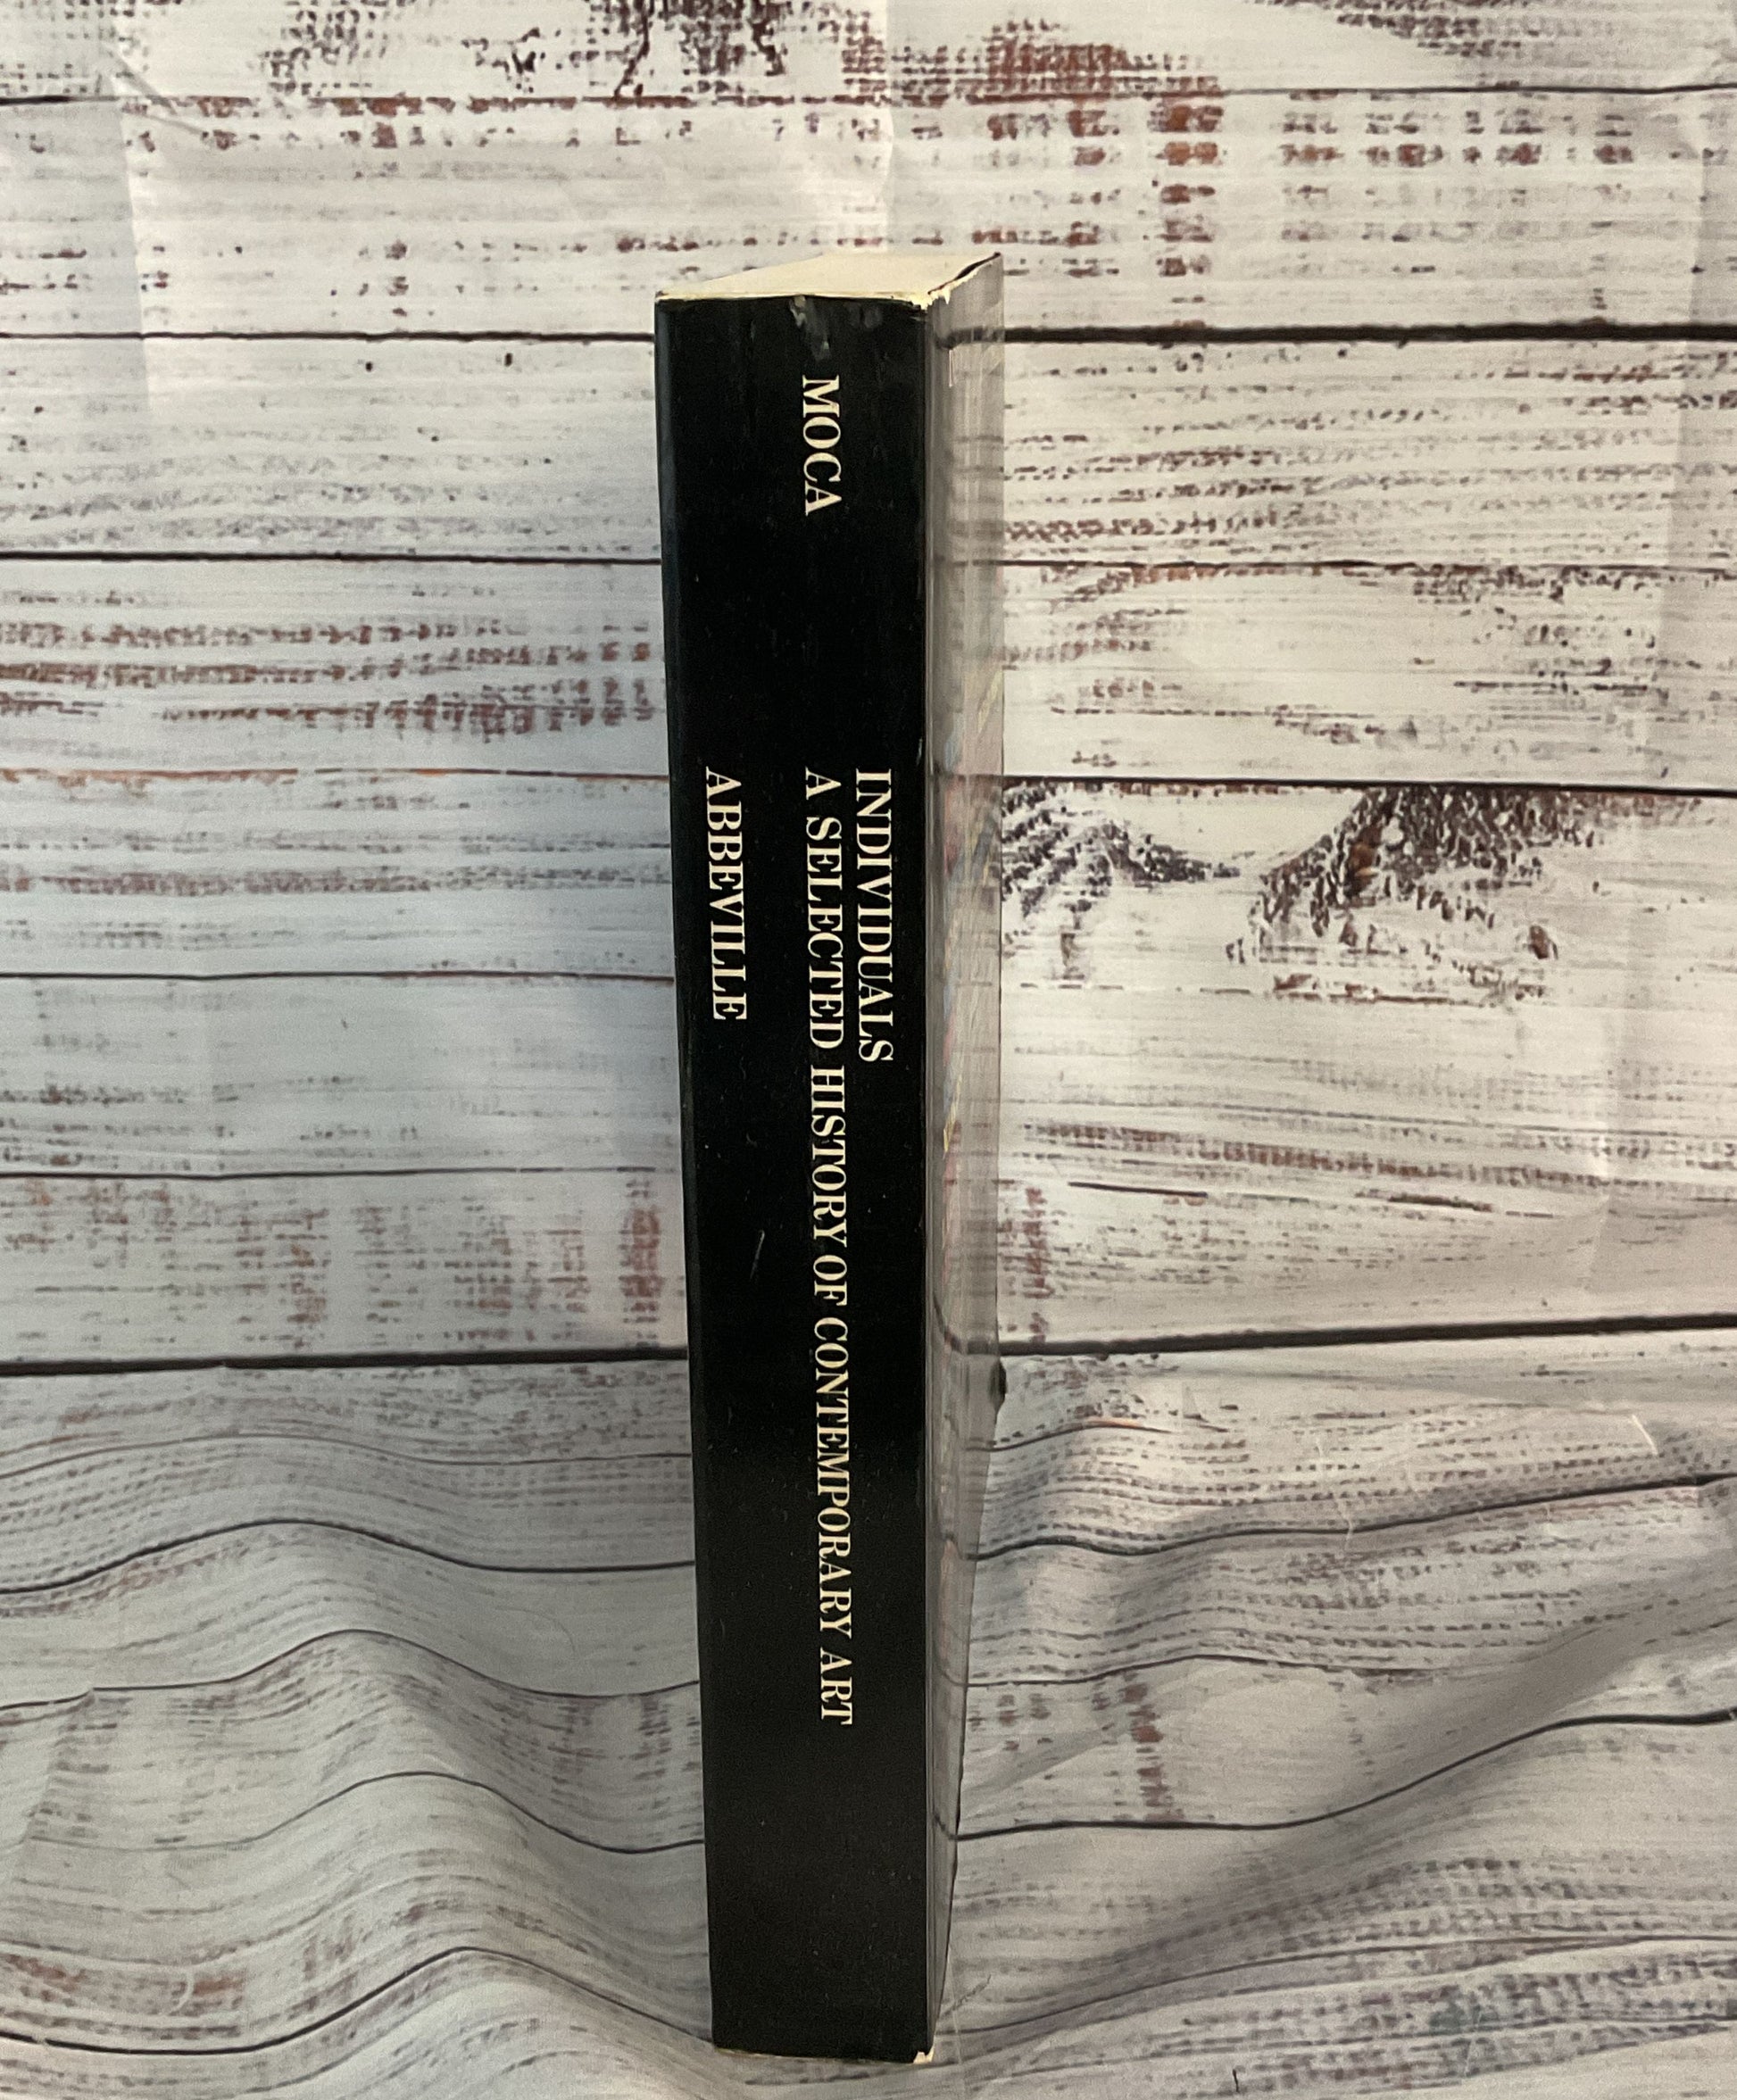 MOCA
INDIVIDUALS
A SELECTED HISTORY OF CONTEMPORARY ART
ABBEVILLE